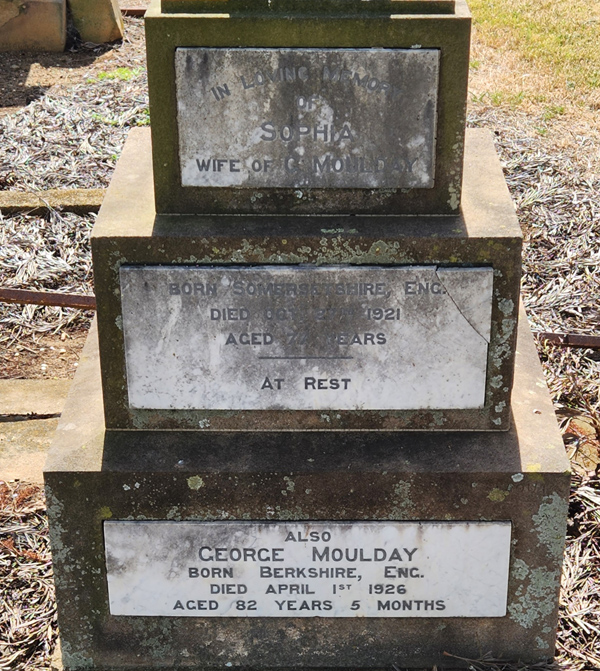 IN LOVING MEMORY
OF
SOPHIA
WIFE OF G. MOULDAY
BORN SOMERSETSHIRE, ENG.
DIED OCT. 1921
AGED YEARS
AT REST
ALSO
GEORGE MOULDAY
BORN BERKSHIRE, ENG.
DIED APRIL 1ST 1926
AGED 82 YEARS 5 MONTHS